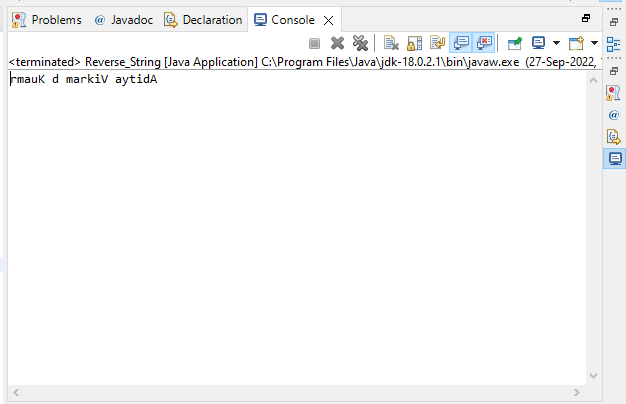 Problems @ Javadoc Declaration Console
<terminated> Reverse_String [Java Application] C:\Program Files\Java\jdk-18.0.2.1\bin\javaw.exe (27-Sep-2022,
rmauK d markiV aytidA